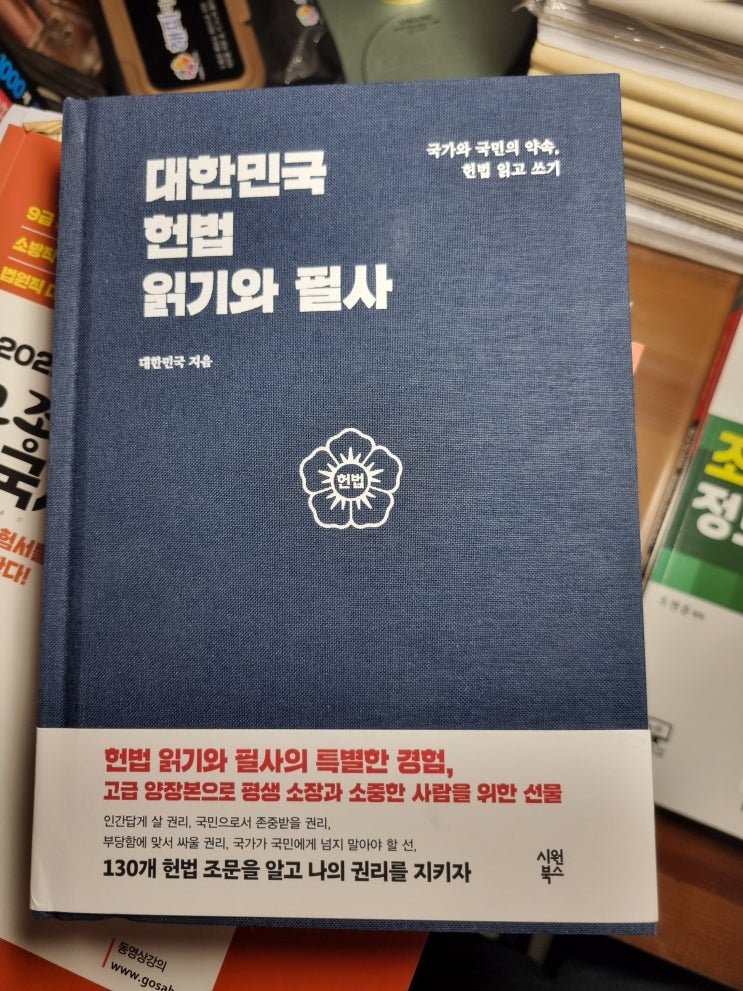 대한민국
헌법
읽기와 필사
국가와 국민의 약속,
헌법 읽고 쓰기
대한민국 지음
헌법
헌법 읽기와 필사의 특별한 경험,
고급 양장본으로 평생 소장과 소중한 사람을 위한 선물
인간답게 살 권리, 국민으로서 존중받을 권리,
부당함에 맞서 싸울 권리, 국가가 국민에게 넘지 말아야 할 선,
130개 헌법 조문을 알고 나의 권리를 지키자
시원
북스
9급
소방직
법원직
202
동영상강의
www.gosa